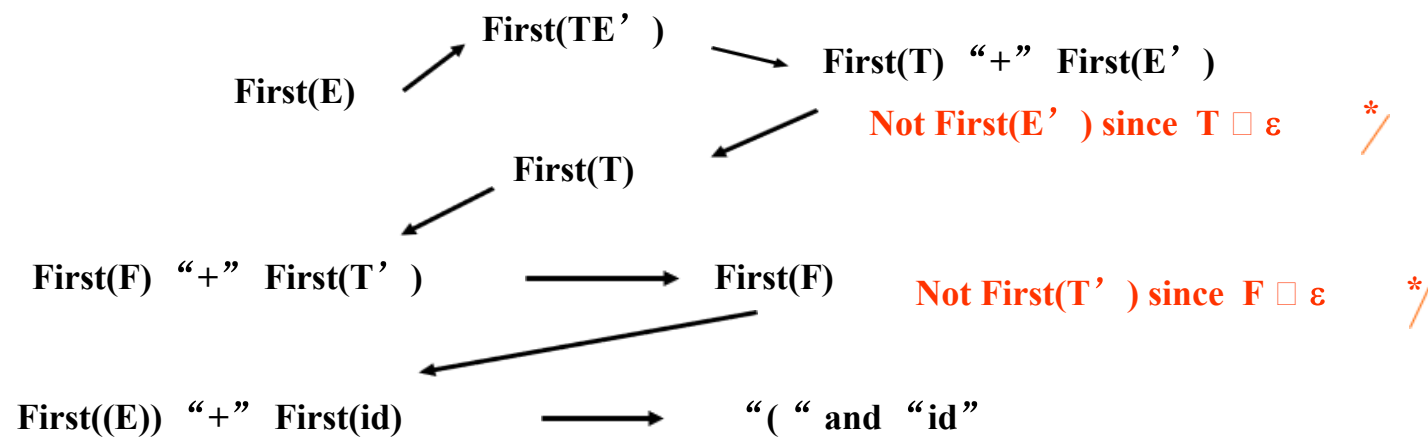 First(TE’)
First(E)
First(T) “+” First(E’)
Not First(E’) since T □ ε *
First(T)
First(F) “+” First(T’)
First(F)
Not First(T’) since F □ ε *
First((E)) “+” First(id)
“(“ and “id”